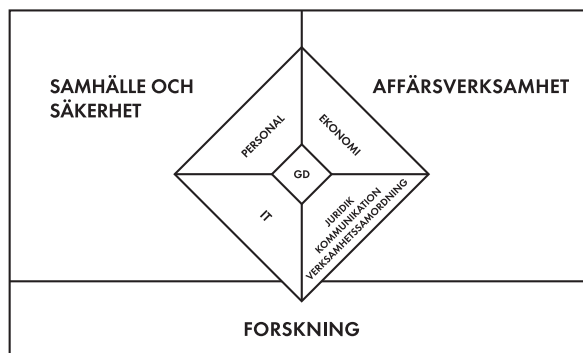 SAMHÄLLE OCH
SÄKERHET
AFFÄRSVERKSAMHET
PERSONAL
EKONOMI
GD
IT
JURIDIK
KOMMUNIKATION
VERKSAMHETSSAMORDNING
FORSKNING